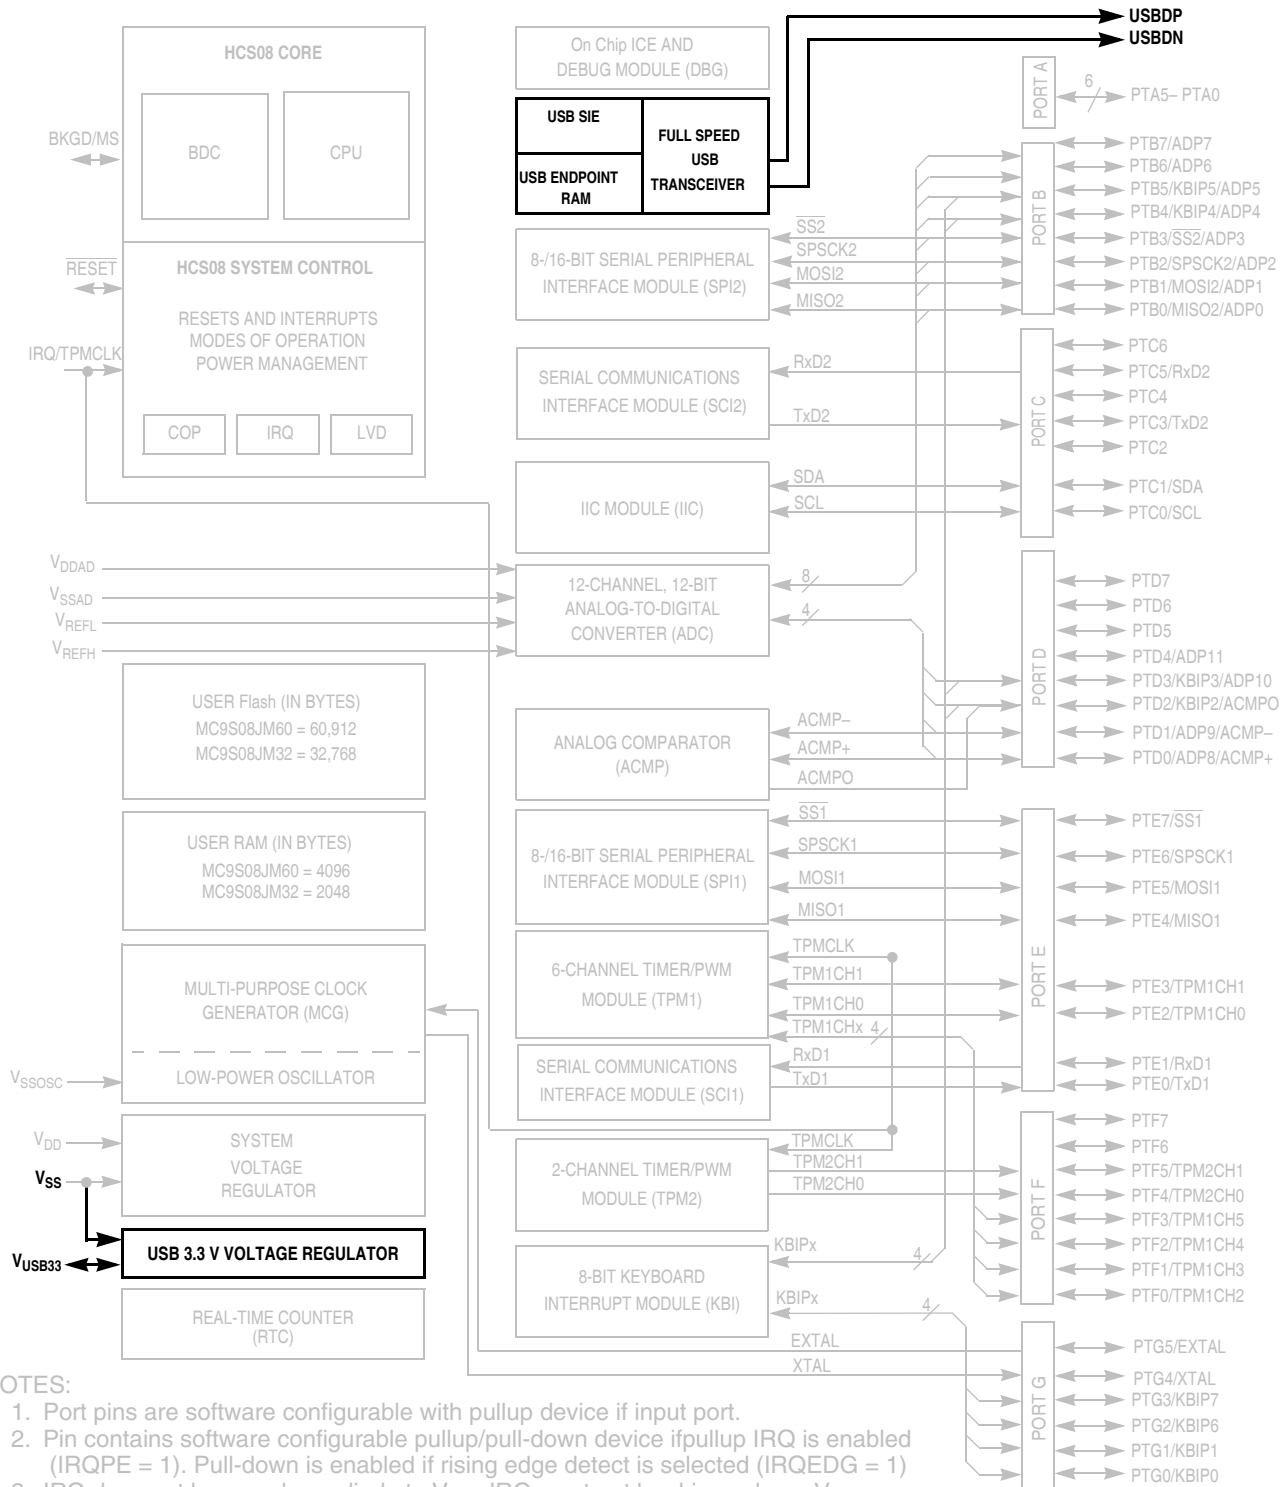 USBDP
USBDN
HCS08 CORE
BDC
CPU
BKGD/MS
RESET
HCS08 SYSTEM CONTROL
RESETS AND INTERRUPTS
MODES OF OPERATION
POWER MANAGEMENT
IRQ/TPMCLK
COP
IRQ
LVD
VDDAD
VSSAD
VREFL
VREFH
USER Flash (IN BYTES)
MC9S08JM60 = 60,912
MC9S08JM32 = 32,768
USER RAM (IN BYTES)
MC9S08JM60 = 4096
MC9S08JM32 = 2048
MULTI-PURPOSE CLOCK
GENERATOR (MCG)
LOW-POWER OSCILLATOR
VSSOSC
VDD
VSS
SYSTEM
VOLTAGE
REGULATOR
USB 3.3 V VOLTAGE REGULATOR
VUSB33
REAL-TIME COUNTER
(RTC)
On Chip ICE AND
DEBUG MODULE (DBG)
USB SIE
USB ENDPOINT
RAM
FULL SPEED
USB
TRANSCEIVER
8-/16-BIT SERIAL PERIPHERAL
INTERFACE MODULE (SPI2)
SS2
SPSCK2
MOSI2
MISO2
SERIAL COMMUNICATIONS
INTERFACE MODULE (SCI2)
RxD2
TxD2
IIC MODULE (IIC)
SDA
SCL
12-CHANNEL, 12-BIT
ANALOG-TO-DIGITAL
CONVERTER (ADC)
8
4
ANALOG COMPARATOR
(ACMP)
ACMP–
ACMP+
ACMPO
8-/16-BIT SERIAL PERIPHERAL
INTERFACE MODULE (SPI1)
SS1
SPSCK1
MOSI1
MISO1
6-CHANNEL TIMER/PWM
MODULE (TPM1)
TPMCLK
TPM1CH1
TPM1CH0
TPM1CHx 4
SERIAL COMMUNICATIONS
INTERFACE MODULE (SCI1)
RxD1
TxD1
2-CHANNEL TIMER/PWM
MODULE (TPM2)
TPMCLK
TPM2CH1
TPM2CH0
8-BIT KEYBOARD
INTERRUPT MODULE (KBI)
KBIPx
4
KBIPx
4
EXTAL
XTAL
PORT A
6
PTA5– PTA0
PORT B
PTB7/ADP7
PTB6/ADP6
PTB5/KBIP5/ADP5
PTB4/KBIP4/ADP4
PTB3/SS2/ADP3
PTB2/SPSCK2/ADP2
PTB1/MOSI2/ADP1
PTB0/MISO2/ADP0
PORT C
PTC6
PTC5/RxD2
PTC4
PTC3/TxD2
PTC2
PTC1/SDA
PTC0/SCL
PORT D
PTD7
PTD6
PTD5
PTD4/ADP11
PTD3/KBIP3/ADP10
PTD2/KBIP2/ACMPO
PTD1/ADP9/ACMP–
PTD0/ADP8/ACMP+
PORT E
PTE7/SS1
PTE6/SPSCK1
PTE5/MOSI1
PTE4/MISO1
PTE3/TPM1CH1
PTE2/TPM1CH0
PTE1/RxD1
PTE0/TxD1
PORT F
PTF7
PTF6
PTF5/TPM2CH1
PTF4/TPM2CH0
PTF3/TPM1CH5
PTF2/TPM1CH4
PTF1/TPM1CH3
PTF0/TPM1CH2
PORT G
PTG5/EXTAL
PTG4/XTAL
PTG3/KBIP7
PTG2/KBIP6
PTG1/KBIP1
PTG0/KBIP0
OTES:
1. Port pins are software configurable with pullup device if input port.
2. Pin contains software configurable pullup/pull-down device ifpullup IRQ is enabled
(IRQPE = 1). Pull-down is enabled if rising edge detect is selected (IRQEDG = 1)